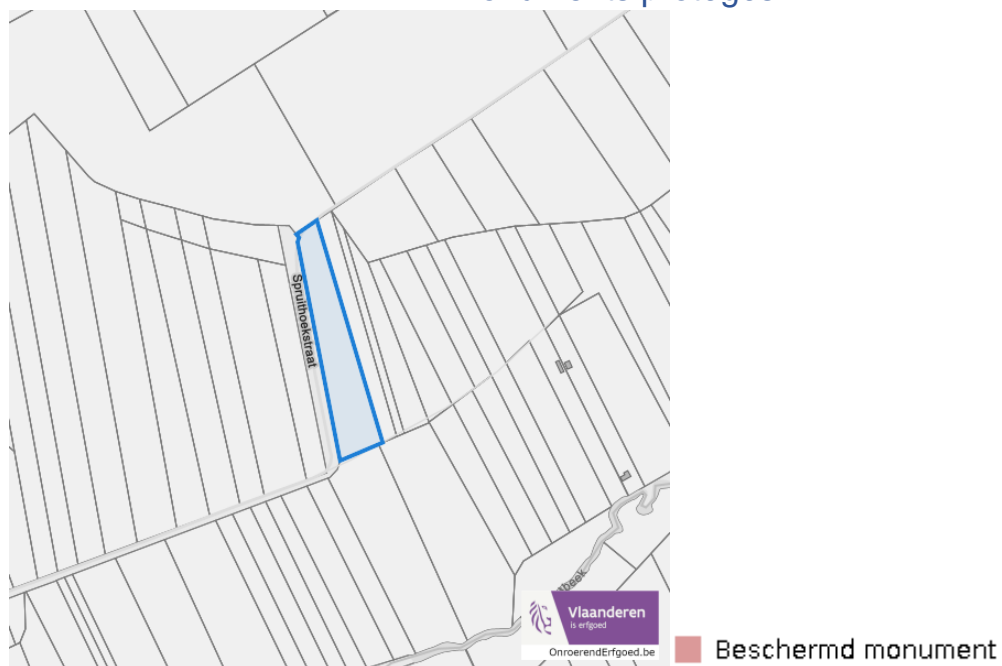 Spruithoekstraat
Vlaanderen
is erfgoed
OnroerendErfgoed.be
Beschermd monument